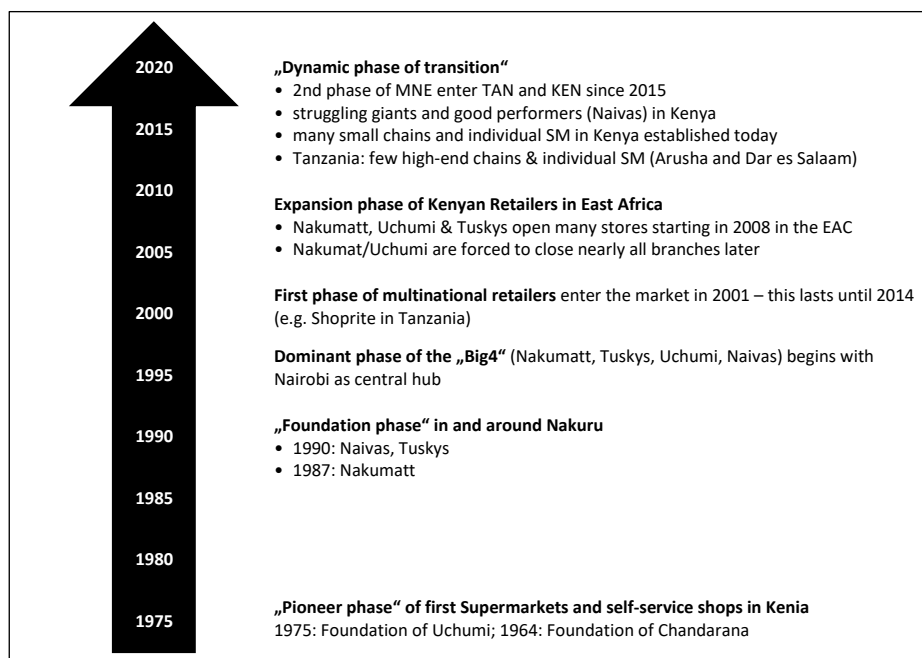 2020
„Dynamic phase of transition“
• 2nd phase of MNE enter TAN and KEN since 2015
• struggling giants and good performers (Naivas) in Kenya
2015
• many small chains and individual SM in Kenya established today
• Tanzania: few high-end chains & individual SM (Arusha and Dar es Salaam)
2010
Expansion phase of Kenyan Retailers in East Africa
• Nakumatt, Uchumi & Tuskys open many stores starting in 2008 in the EAC
2005
• Nakumat/Uchumi are forced to close nearly all branches later
First phase of multinational retailers enter the market in 2001 – this lasts until 2014
2000
(e.g. Shoprite in Tanzania)
Dominant phase of the „Big4“ (Nakumatt, Tuskys, Uchumi, Naivas) begins with
1995
Nairobi as central hub
„Foundation phase“ in and around Nakuru
1990
• 1990: Naivas, Tuskys
• 1987: Nakumatt
1985
1980
„Pioneer phase“ of first Supermarkets and self-service shops in Kenia
1975
1975: Foundation of Uchumi; 1964: Foundation of Chandarana